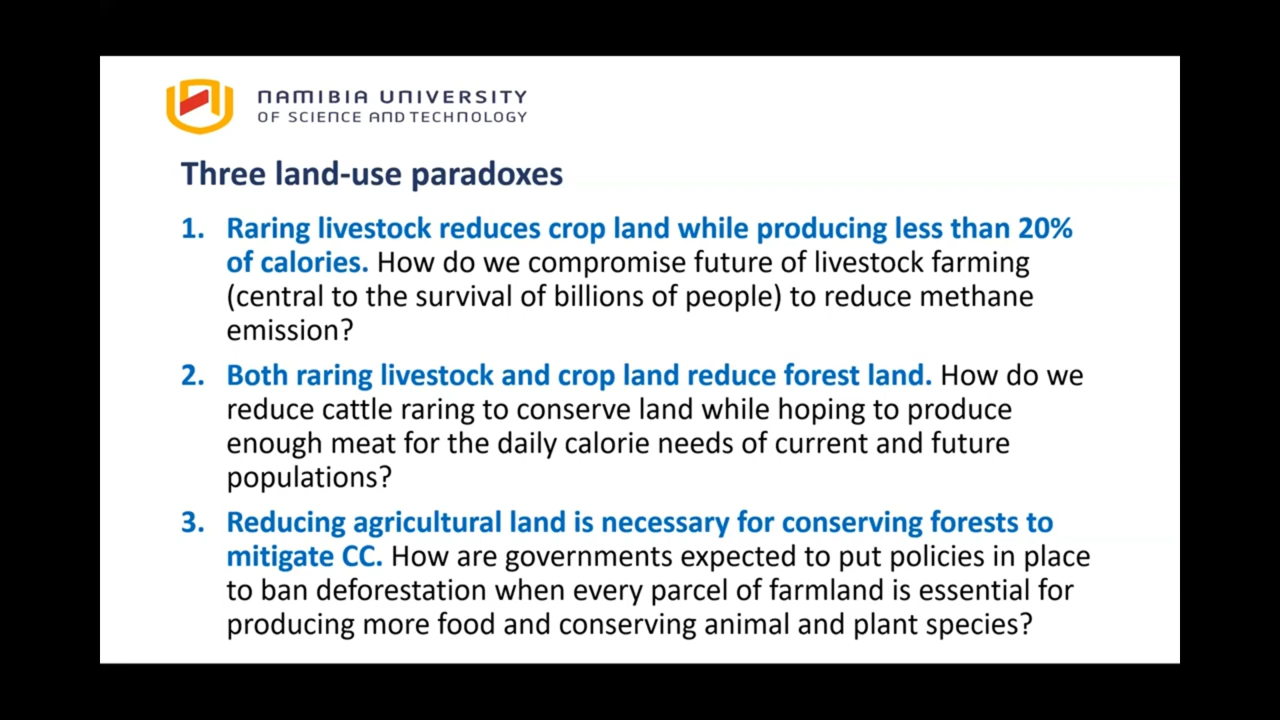 NAMIBIA UNIVERSITY
OF SCIENCE AND TECHNOLOGY
Three land-use paradoxes
1. Raring livestock reduces crop land while producing less than 20%
of calories. How do we compromise future of livestock farming
(central to the survival of billions of people) to reduce methane
emission?
2. Both raring livestock and crop land reduce forest land. How do we
reduce cattle raring to conserve land while hoping to produce
enough meat for the daily calorie needs of current and future
populations?
3. Reducing agricultural land is necessary for conserving forests to
mitigate CC. How are governments expected to put policies in place
to ban deforestation when every parcel of farmland is essential for
producing more food and conserving animal and plant species?